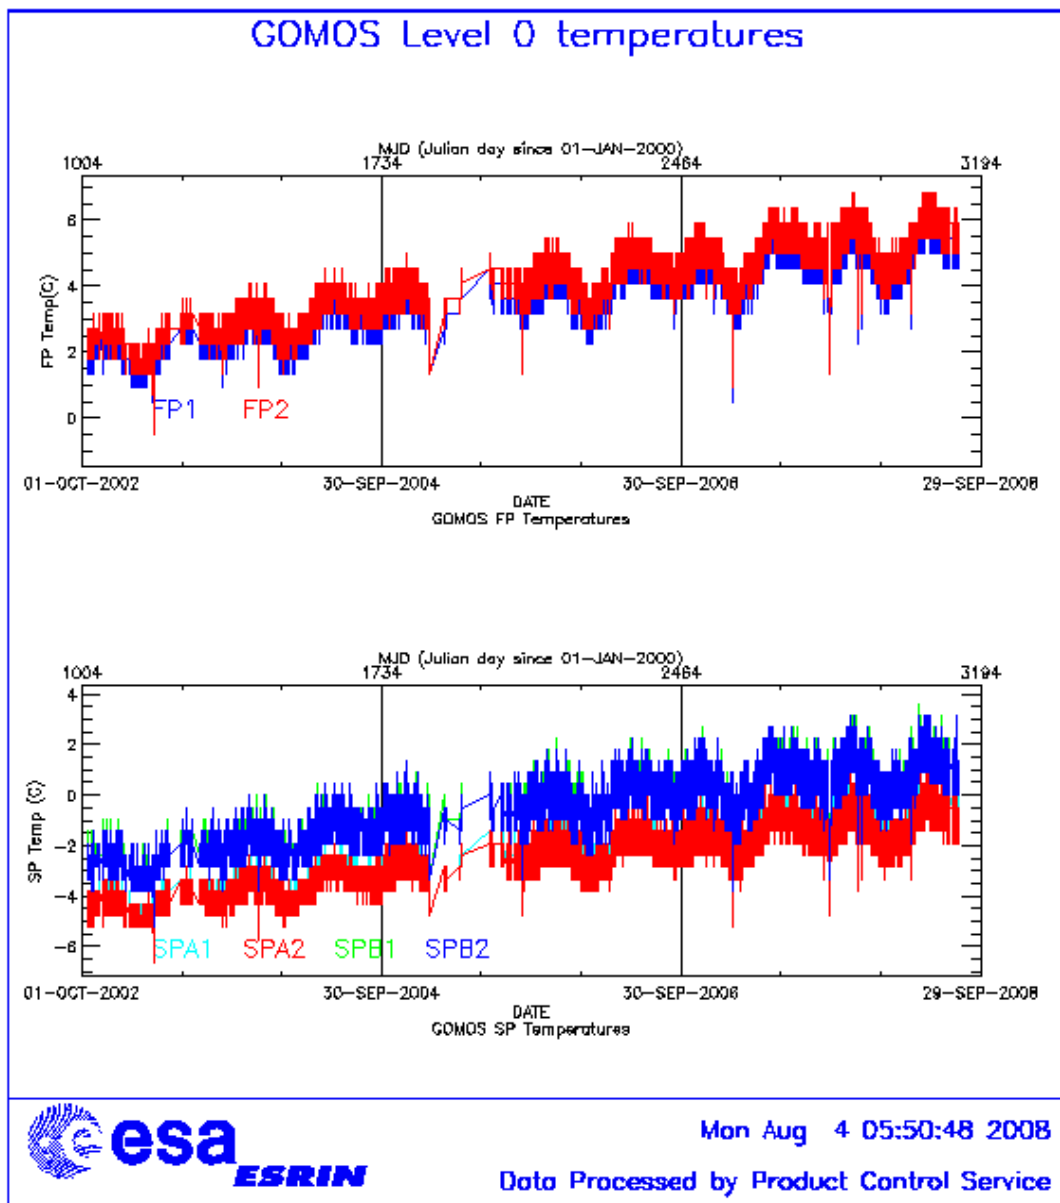 GOMOS Level 0 temperatures
MJD (Julian day since 01-JAN-2000)
1004 1734 2464 3194
FP Temp(C)
6
4
2
0
FP1 FP2
01-OCT-2002 30-SEP-2004 30-SEP-2006 29-SEP-2008
DATE
GOMOS FP Temperatures
MJD (Julian day since 01-JAN-2000)
1004 1734 2464 3194
SP Temp (C)
4
2
0
-2
-4
-6
SPA1 SPA2 SPB1 SPB2
01-OCT-2002 30-SEP-2004 30-SEP-2006 29-SEP-2008
DATE
GOMOS SP Temperatures
esa
ESRIN
Mon Aug 4 05:50:48 2008
Data Processed by Product Control Service